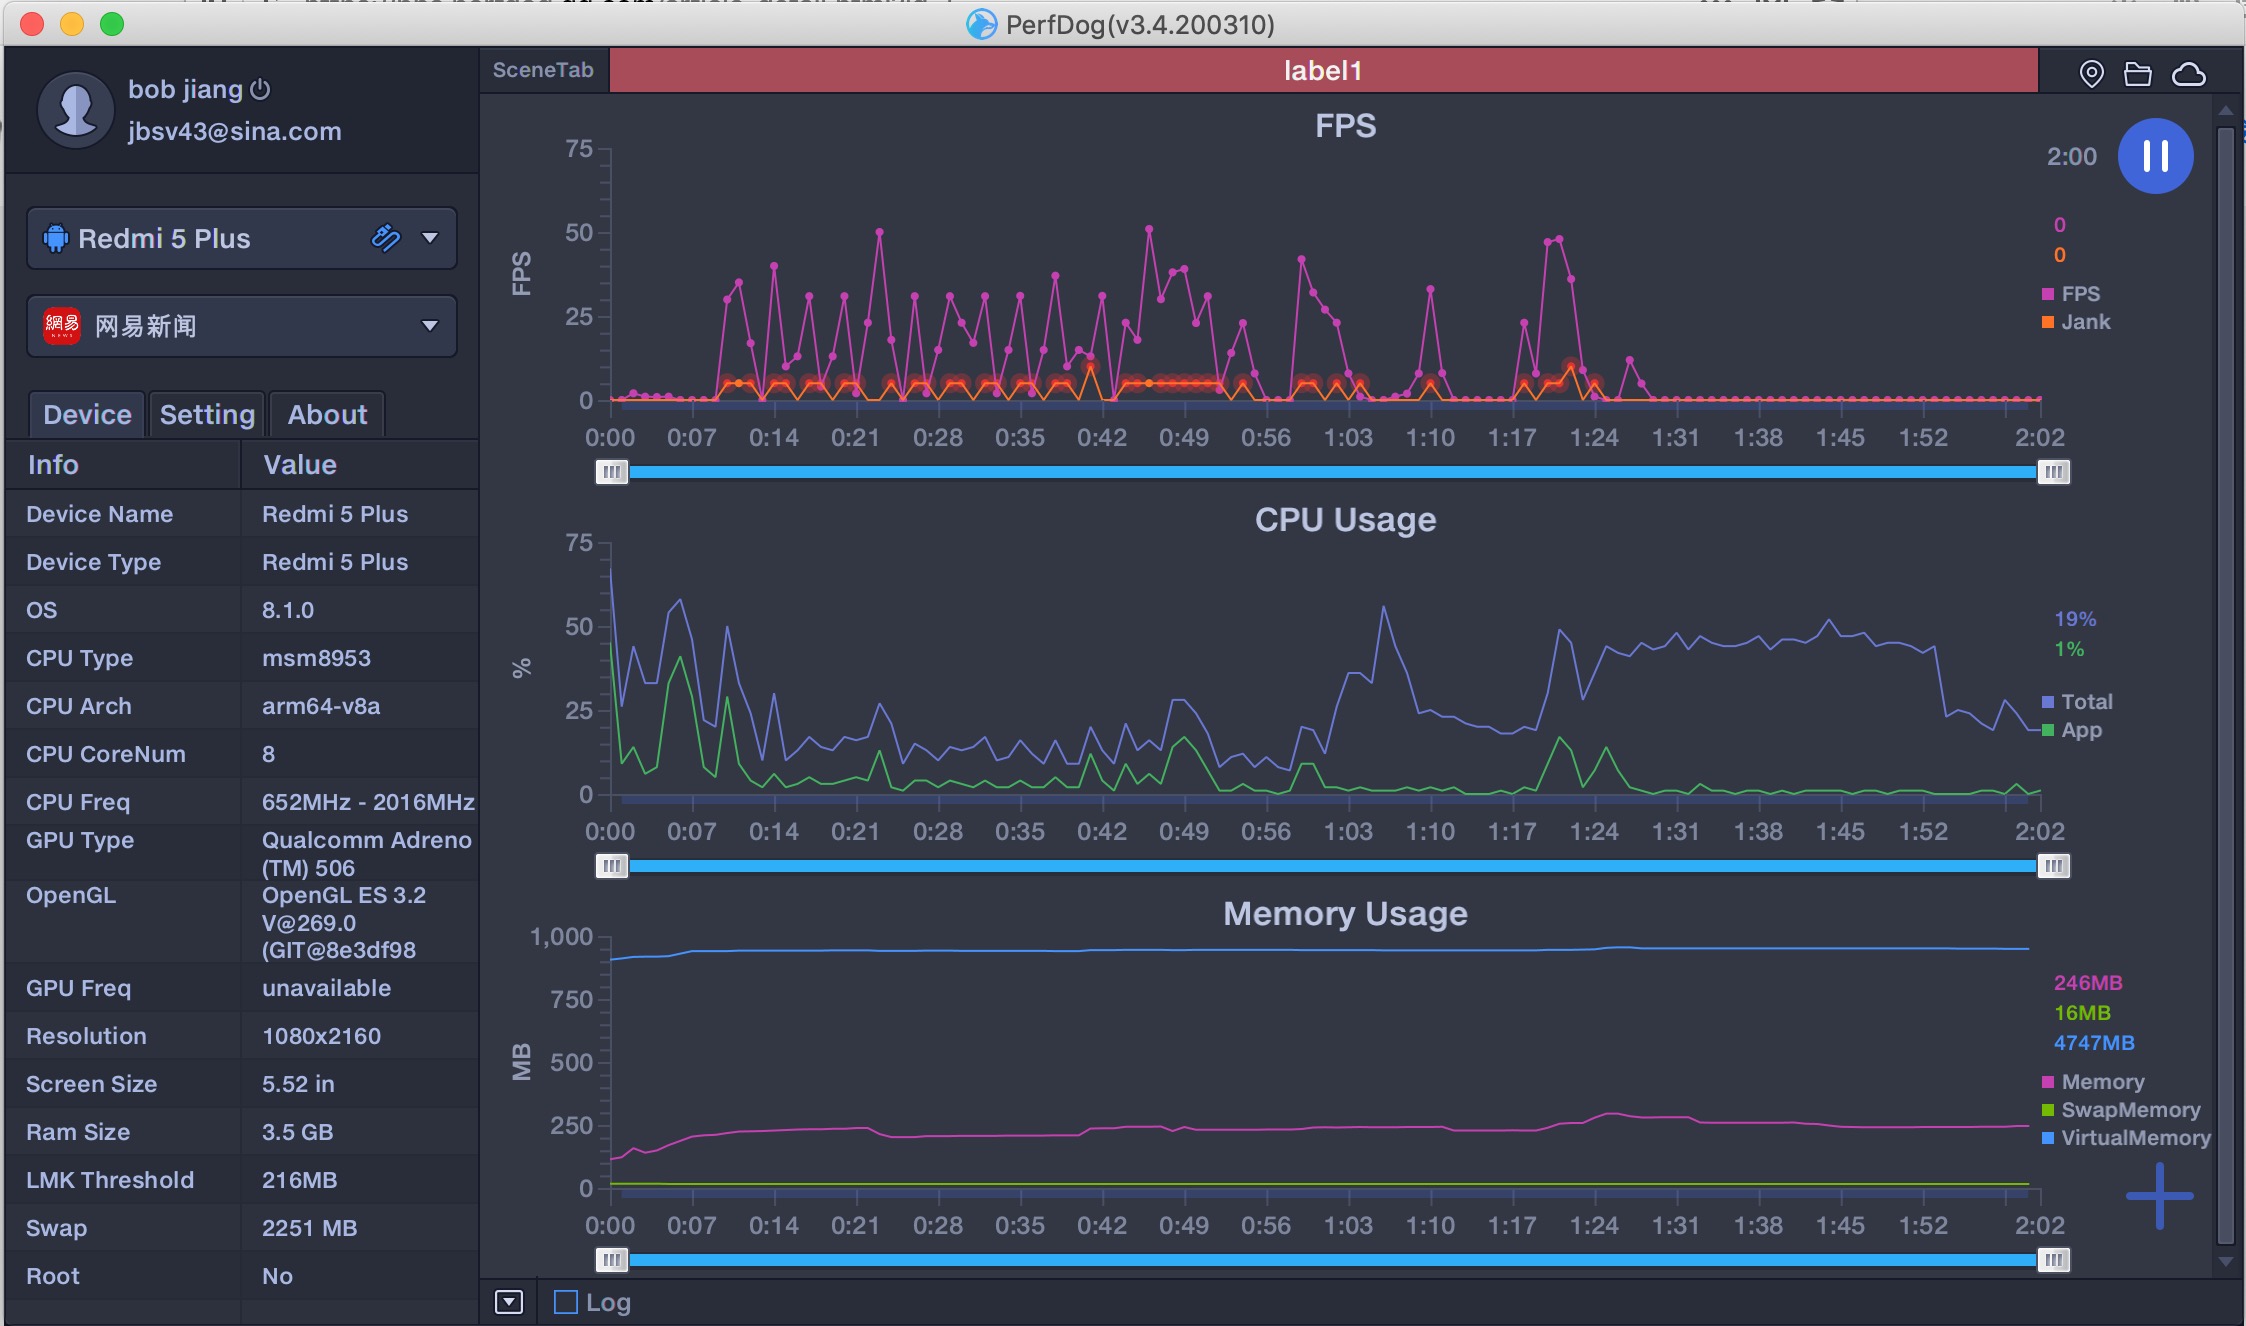 PerfDog(v3.4.200310)
bob jiang
jbsv43@sina.com
Redmi 5 Plus
網易
NEWS
网易新闻
Device Setting About
Info Value
Device Name Redmi 5 Plus
Device Type Redmi 5 Plus
OS 8.1.0
CPU Type msm8953
CPU Arch arm64-v8a
CPU CoreNum 8
CPU Freq 652MHz - 2016MHz
GPU Type Qualcomm Adreno
(TM) 506
OpenGL OpenGL ES 3.2
V@269.0
(GIT@8e3df98
GPU Freq unavailable
Resolution 1080x2160
Screen Size 5.52 in
Ram Size 3.5 GB
LMK Threshold 216MB
Swap 2251 MB
Root No
SceneTab label1
FPS
2:00
75
50
25
0
FPS
0
0
FPS
Jank
0:00 0:07 0:14 0:21 0:28 0:35 0:42 0:49 0:56 1:03 1:10 1:17 1:24 1:31 1:38 1:45 1:52 2:02
CPU Usage
75
50
25
0
%
19%
1%
Total
App
0:00 0:07 0:14 0:21 0:28 0:35 0:42 0:49 0:56 1:03 1:10 1:17 1:24 1:31 1:38 1:45 1:52 2:02
Memory Usage
1,000
750
500
250
0
MB
246MB
16MB
4747MB
Memory
SwapMemory
VirtualMemory
0:00 0:07 0:14 0:21 0:28 0:35 0:42 0:49 0:56 1:03 1:10 1:17 1:24 1:31 1:38 1:45 1:52 2:02
Log